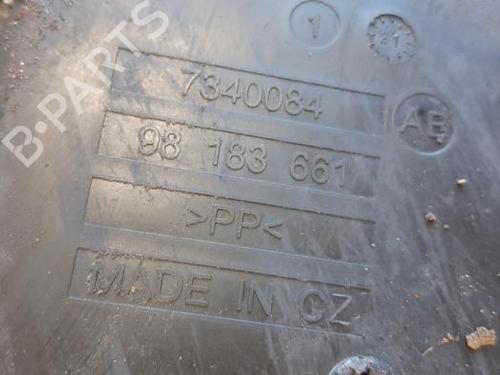 B-PARTS
1
7340084
AB
98 183 661
>PP<
MADE IN CZ